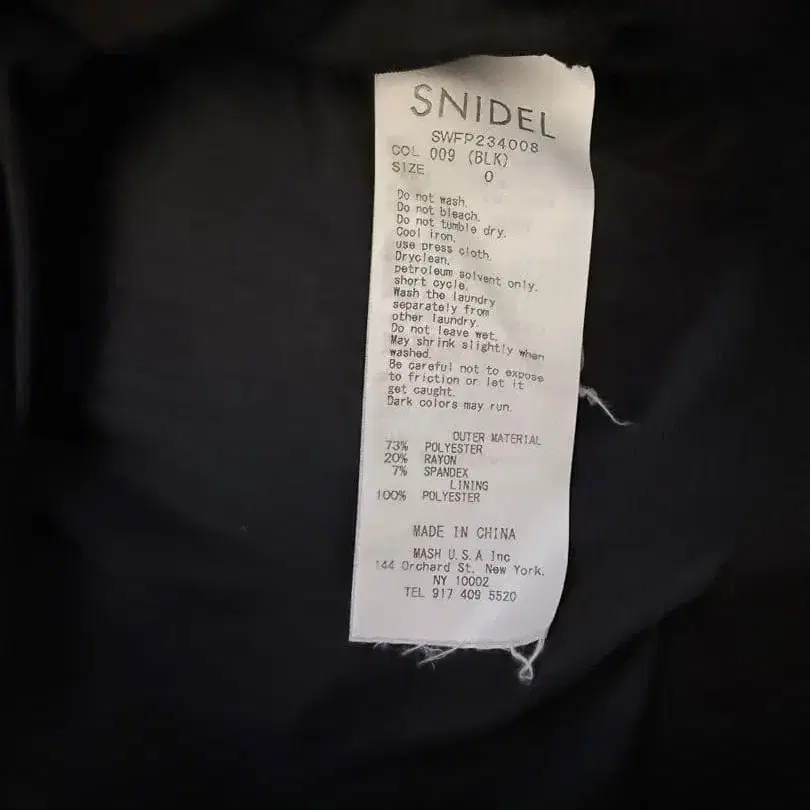 SNIDEL
SWFP234008
COL 009 (BLK)
SIZE 0
Do not wash.
Do not bleach.
Do not tumble dry.
Cool iron,
use press cloth.
Dryclean,
petroleum solvent only.
short cycle.
Wash the laundry
separately from
other laundry.
Do not leave wet.
May shrink slightly when
washed.
Be careful not to expose
to friction or let it
get caught.
Dark colors may run.
OUTER MATERIAL
73% POLYESTER
20% RAYON
7% SPANDEX
LINING
100% POLYESTER
MADE IN CHINA
MASH U.S.A Inc
144 Orchard St. New York.
NY 10002
TEL 917 409 5520